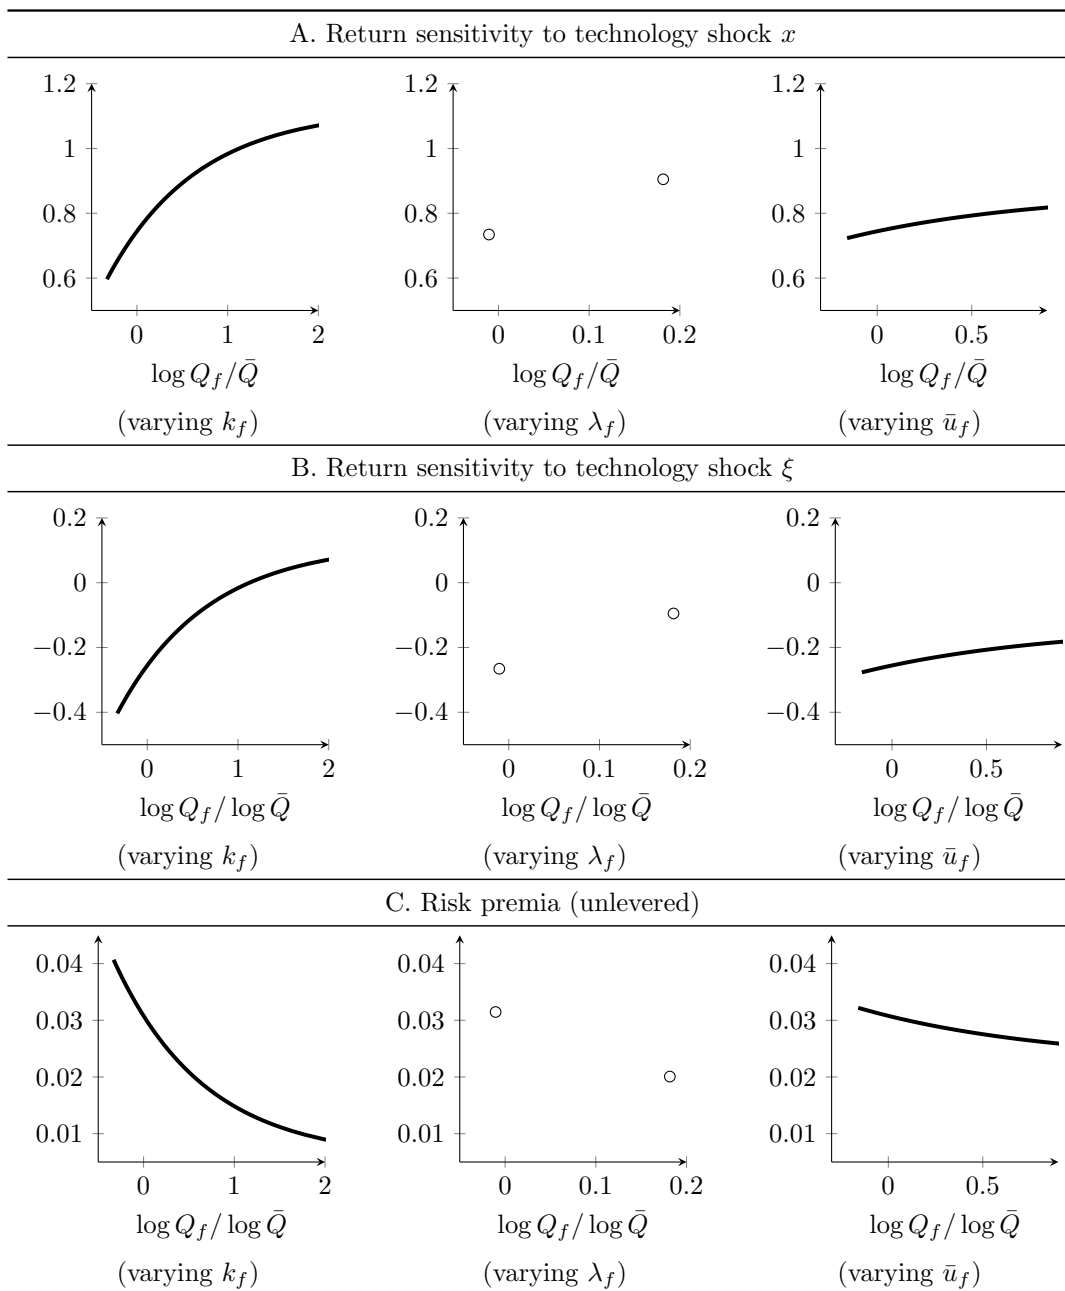 A. Return sensitivity to technology shock x
1.2 1.2 1.2
1 1 1
0.8 0.8 0.8
0.6 0.6 0.6
0 1 2 0 0.1 0.2 0 0.5
log Q_f/Q̄ log Q_f/Q̄ log Q_f/Q̄
(varying k_f) (varying λ_f) (varying ū_f)
B. Return sensitivity to technology shock ξ
0.2 0.2 0.2
0 0 0
−0.2 −0.2 −0.2
−0.4 −0.4 −0.4
0 1 2 0 0.1 0.2 0 0.5
log Q_f/ log Q̄ log Q_f/ log Q̄ log Q_f/ log Q̄
(varying k_f) (varying λ_f) (varying ū_f)
C. Risk premia (unlevered)
0.04 0.04 0.04
0.03 0.03 0.03
0.02 0.02 0.02
0.01 0.01 0.01
0 1 2 0 0.1 0.2 0 0.5
log Q_f/ log Q̄ log Q_f/ log Q̄ log Q_f/ log Q̄
(varying k_f) (varying λ_f) (varying ū_f)